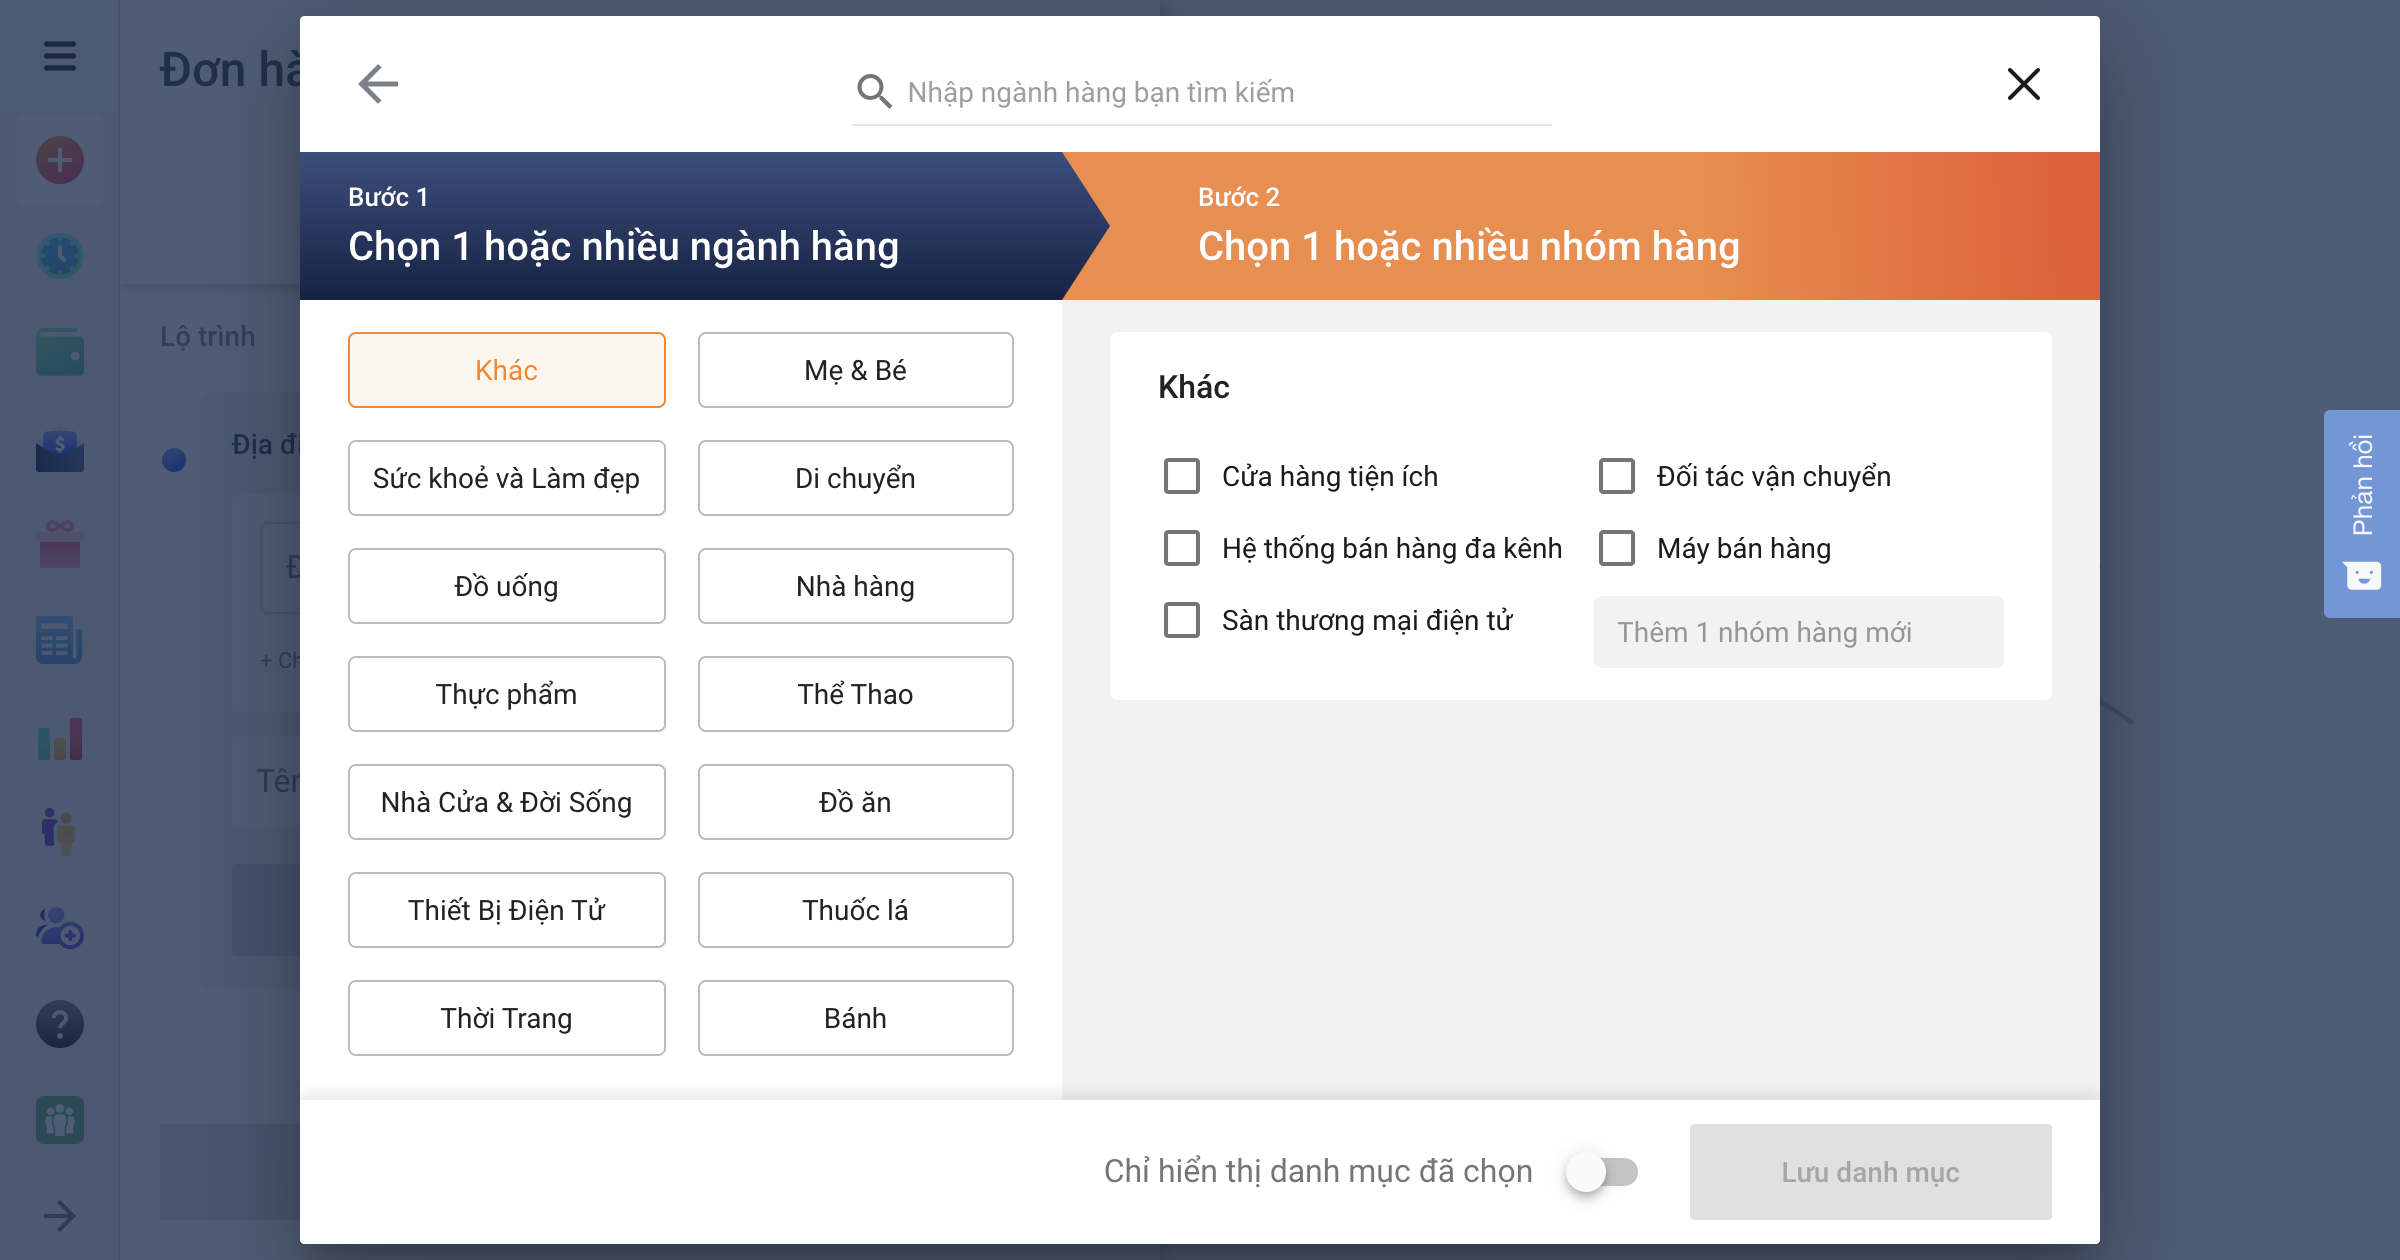 Đơn hà
Nhập ngành hàng bạn tìm kiếm
Bước 1
Chọn 1 hoặc nhiều ngành hàng
Bước 2
Chọn 1 hoặc nhiều nhóm hàng
Lộ trình
Địa đi
+ Ch
Tên
Khác
Mẹ & Bé
Sức khoẻ và Làm đẹp
Di chuyển
Đồ uống
Nhà hàng
Thực phẩm
Thể Thao
Nhà Cửa & Đời Sống
Đồ ăn
Thiết Bị Điện Tử
Thuốc lá
Thời Trang
Bánh
Khác
Cửa hàng tiện ích
Đối tác vận chuyển
Hệ thống bán hàng đa kênh
Máy bán hàng
Sàn thương mại điện tử
Thêm 1 nhóm hàng mới
Phản hồi
Chỉ hiển thị danh mục đã chọn
Lưu danh mục